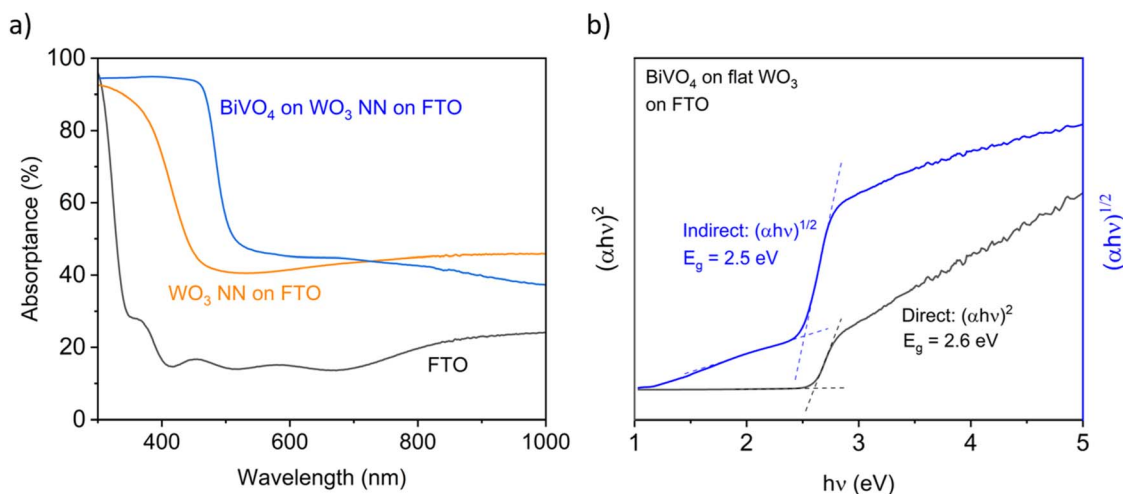 a)
100
80
60
40
20
0
Absorptance (%)
BiVO₄ on WO₃ NN on FTO
WO₃ NN on FTO
FTO
400
600
800
1000
Wavelength (nm)
b)
BiVO₄ on flat WO₃
on FTO
(αhν)²
(αhν)¹/²
Indirect: (αhν)¹/²
E_g = 2.5 eV
Direct: (αhν)²
E_g = 2.6 eV
1
2
3
4
5
hν (eV)